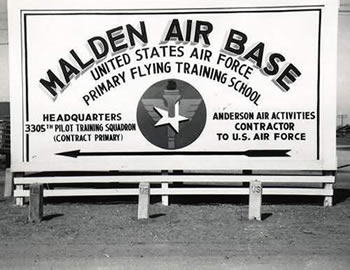 MALDEN AIR BASE
UNITED STATES AIR FORCE
PRIMARY FLYING TRAINING SCHOOL
HEADQUARTERS
3305TH PILOT TRAINING SQUADRON
(CONTRACT PRIMARY)
ANDERSON AIR ACTIVITIES
CONTRACTOR
TO U.S. AIR FORCE